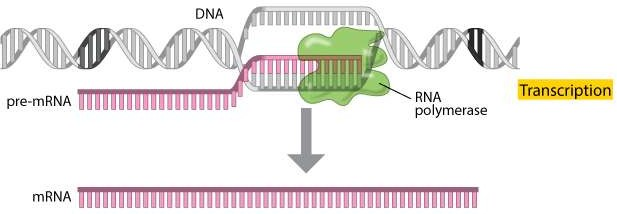 DNA
pre-mRNA
RNA
polymerase
Transcription
mRNA